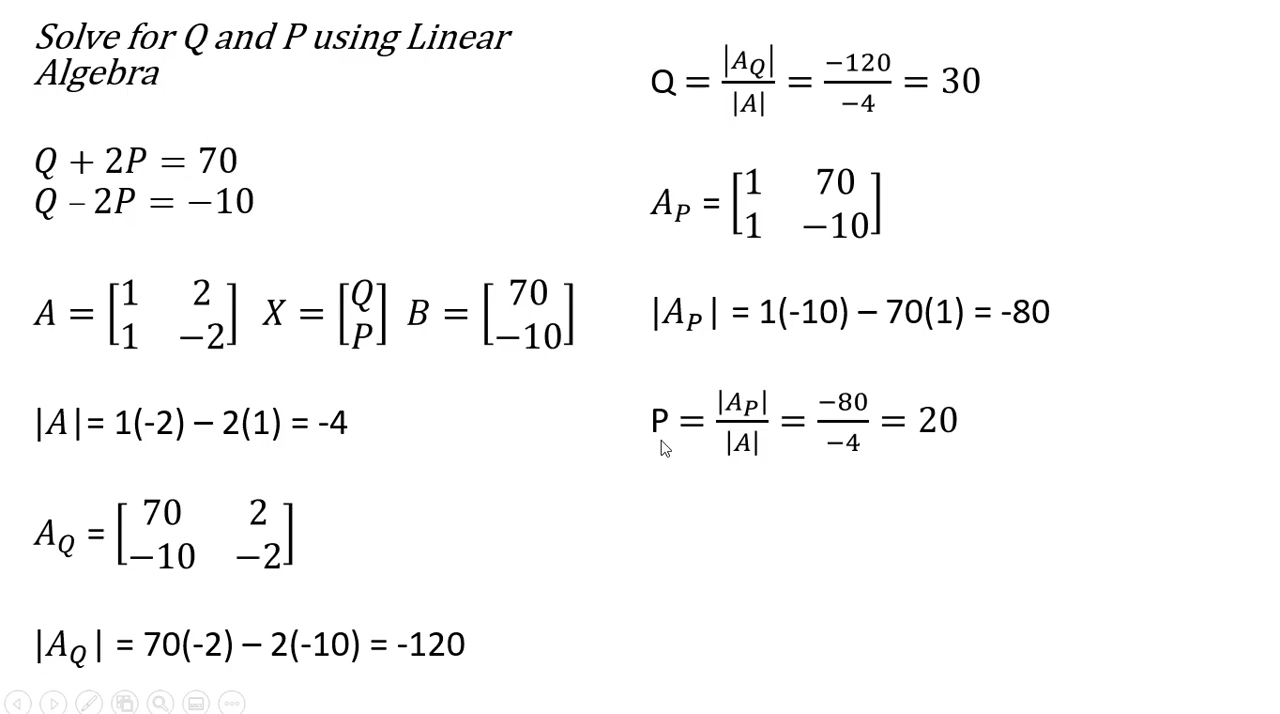 Solve for Q and P using Linear
Algebra
Q + 2P = 70
Q – 2P = −10
A = [1 2; 1 −2] X = [Q; P] B = [70; −10]
|A|= 1(-2) – 2(1) = -4
A_Q = [70 2; −10 −2]
|A_Q| = 70(-2) – 2(-10) = -120
Q = |A_Q|/|A| = −120/−4 = 30
A_P = [1 70; 1 −10]
|A_P| = 1(-10) – 70(1) = -80
P = |A_P|/|A| = −80/−4 = 20